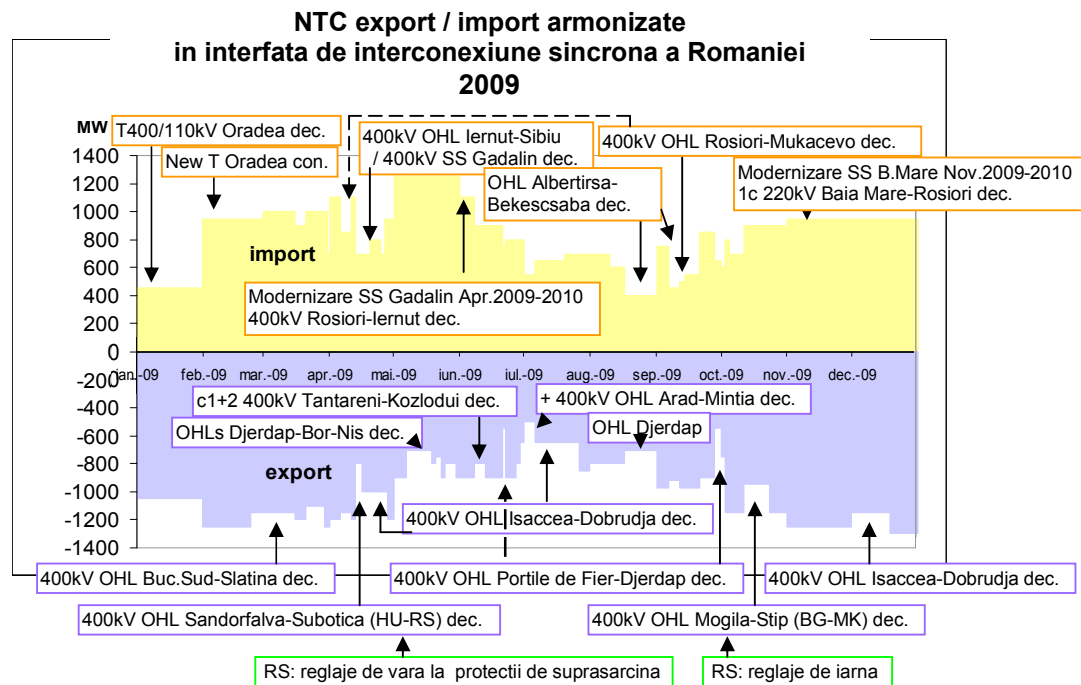 NTC export / import armonizate
in interfata de interconexiune sincrona a Romaniei
2009
MW
T400/110kV Oradea dec.
New T Oradea con.
400kV OHL Iernut-Sibiu
/ 400kV SS Gadalin dec.
OHL Albertirsa-
Bekescsaba dec.
400kV OHL Rosiori-Mukacevo dec.
Modernizare SS B.Mare Nov.2009-2010
1c 220kV Baia Mare-Rosiori dec.
1400
1200
1000
800
600
400
200
0
-200
-400
-600
-800
-1000
-1200
-1400
import
Modernizare SS Gadalin Apr.2009-2010
400kV Rosiori-Iernut dec.
ian.-09 feb.-09 mar.-09 apr.-09 mai.-09 iun.-09 iul.-09 aug.-09 sep.-09 oct.-09 nov.-09 dec.-09
c1+2 400kV Tantareni-Kozlodui dec.
+ 400kV OHL Arad-Mintia dec.
OHLs Djerdap-Bor-Nis dec.
OHL Djerdap
export
400kV OHL Isaccea-Dobrudja dec.
400kV OHL Buc.Sud-Slatina dec.
400kV OHL Portile de Fier-Djerdap dec.
400kV OHL Isaccea-Dobrudja dec.
400kV OHL Sandorfalva-Subotica (HU-RS) dec.
400kV OHL Mogila-Stip (BG-MK) dec.
RS: reglaje de vara la protectii de suprasarcina
RS: reglaje de iarna